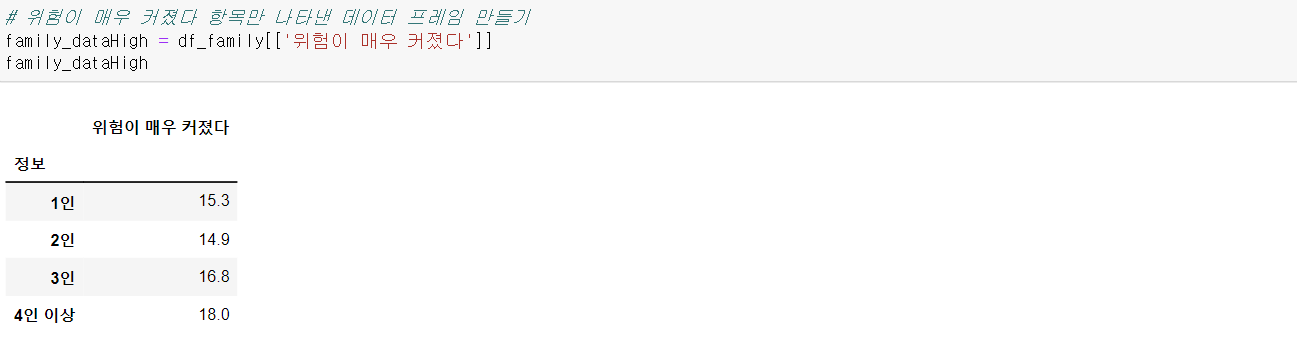 # 위험이 매우 커졌다 항목만 나타낸 데이터 프레임 만들기
family_dataHigh = df_family[['위험이 매우 커졌다']]
family_dataHigh
위험이 매우 커졌다
정보
1인 15.3
2인 14.9
3인 16.8
4인 이상 18.0